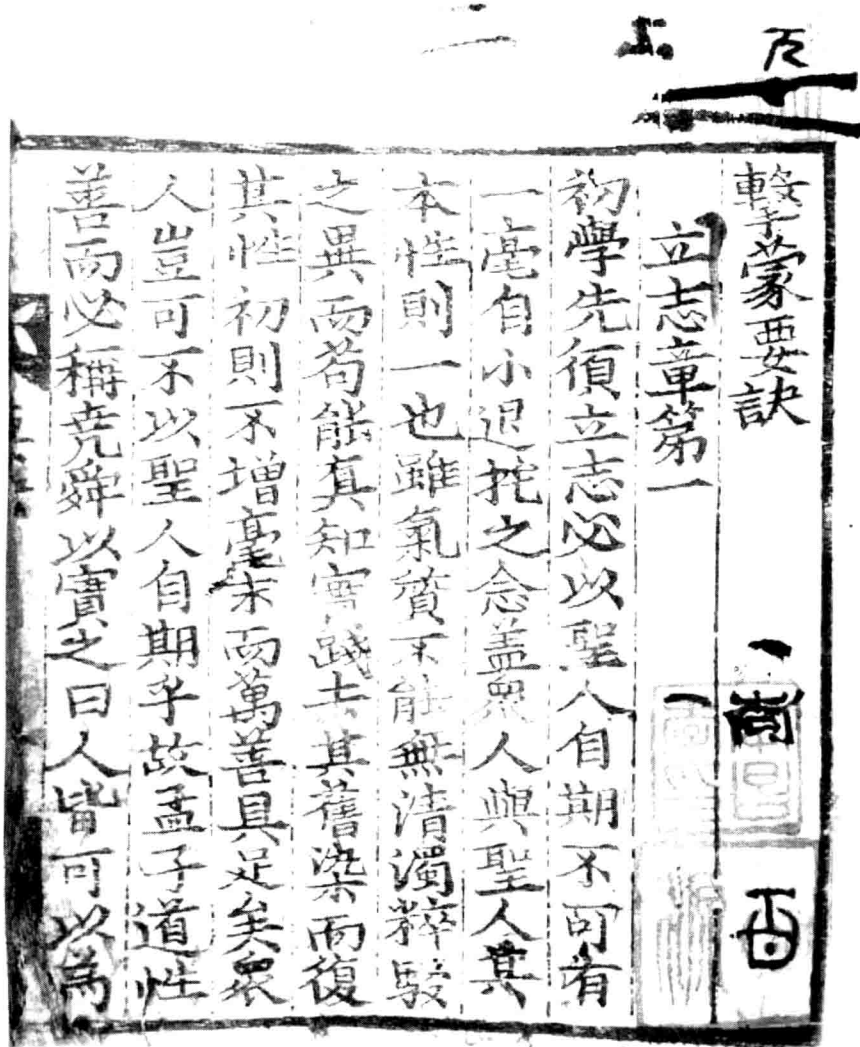 擊蒙要訣
立志章第一
初學先須立志必以聖人自期不可有
一毫自小退托之念盖衆人與聖人其
本性則一也雖氣質不能無清濁粹駁
之異而苟能真知實踐去其舊染而復
其性初則不增毫末而萬善具足矣衆
人豈可不以聖人自期乎故孟子道性
善而必稱尭舜以實之曰人皆可以為